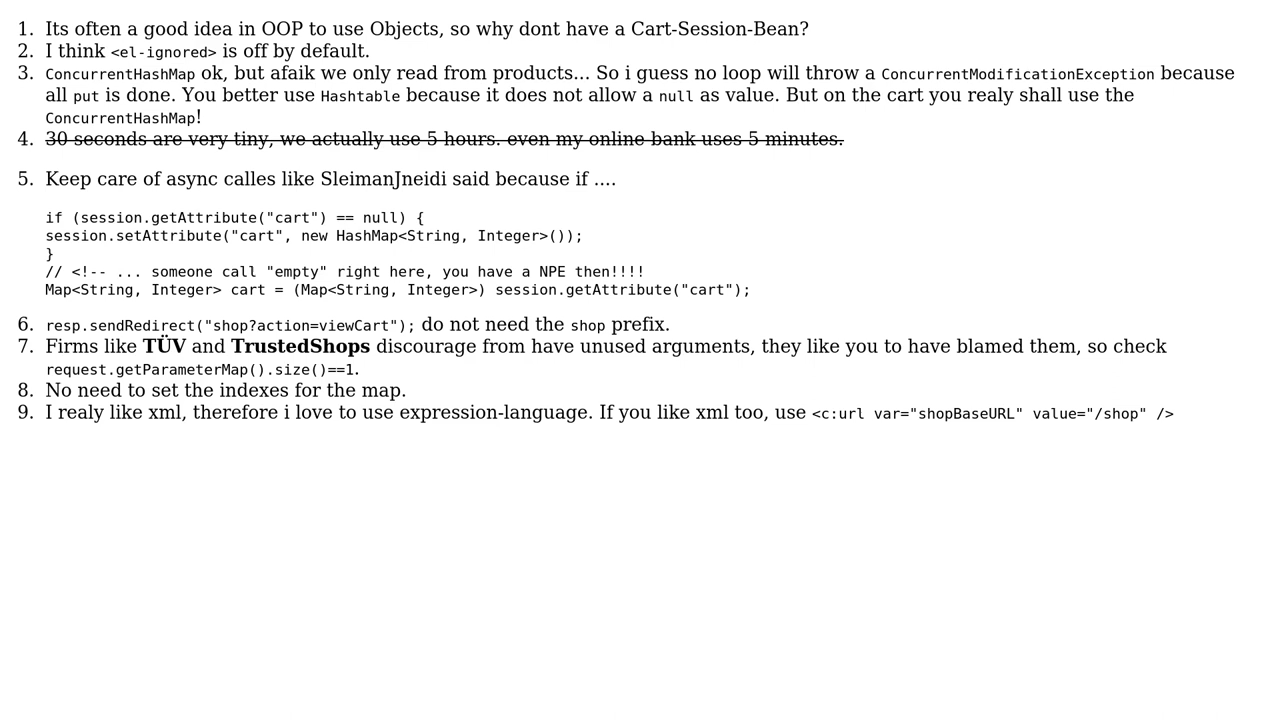 1. Its often a good idea in OOP to use Objects, so why dont have a Cart-Session-Bean?
2. I think <el-ignored> is off by default.
3. ConcurrentHashMap ok, but afaik we only read from products... So i guess no loop will throw a ConcurrentModificationException because
all put is done. You better use Hashtable because it does not allow a null as value. But on the cart you realy shall use the
ConcurrentHashMap!
4. 30 seconds are very tiny, we actually use 5 hours. even my online bank uses 5 minutes.
5. Keep care of async calles like SleimanJneidi said because if ....
if (session.getAttribute("cart") == null) {
session.setAttribute("cart", new HashMap<String, Integer>());
}
// <!-- ... someone call "empty" right here, you have a NPE then!!!!
Map<String, Integer> cart = (Map<String, Integer>) session.getAttribute("cart");
6. resp.sendRedirect("shop?action=viewCart"); do not need the shop prefix.
7. Firms like TÜV and TrustedShops discourage from have unused arguments, they like you to have blamed them, so check
request.getParameterMap().size()==1.
8. No need to set the indexes for the map.
9. I realy like xml, therefore i love to use expression-language. If you like xml too, use <c:url var="shopBaseURL" value="/shop" />